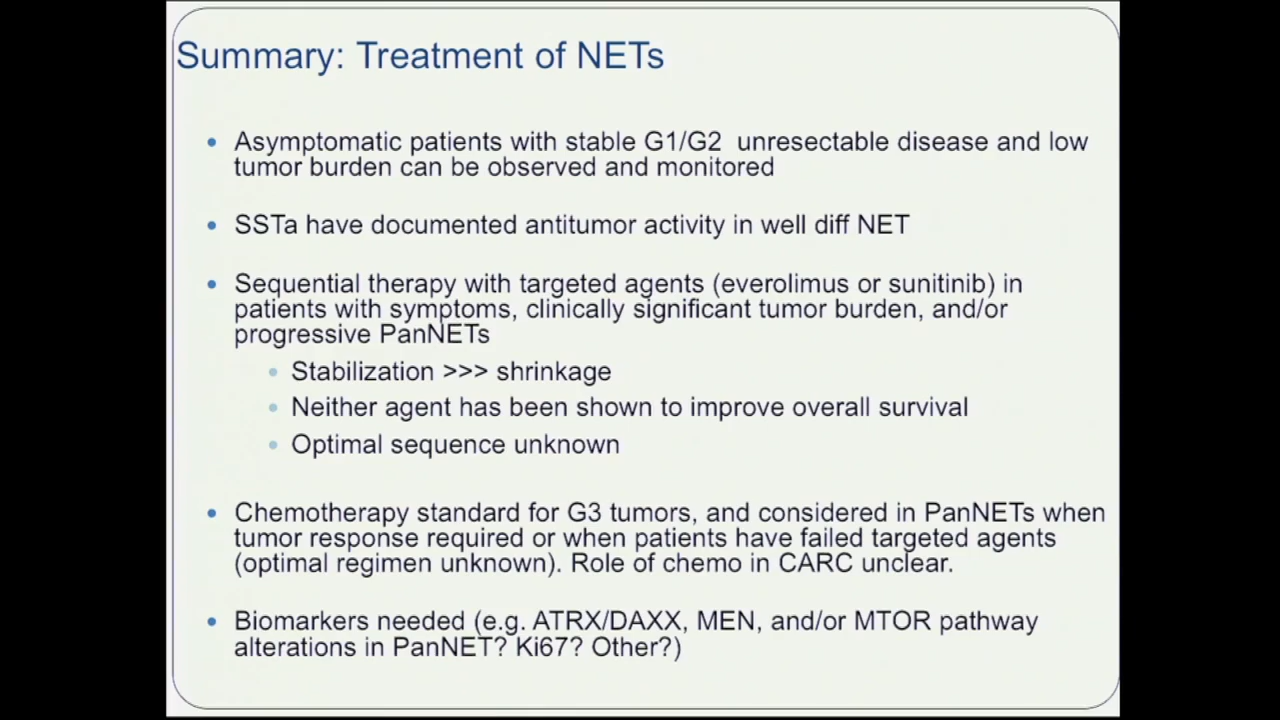 Summary: Treatment of NETs
Asymptomatic patients with stable G1/G2 unresectable disease and low
tumor burden can be observed and monitored
SSTa have documented antitumor activity in well diff NET
Sequential therapy with targeted agents (everolimus or sunitinib) in
patients with symptoms, clinically significant tumor burden, and/or
progressive PanNETs
Stabilization >>> shrinkage
Neither agent has been shown to improve overall survival
Optimal sequence unknown
Chemotherapy standard for G3 tumors, and considered in PanNETs when
tumor response required or when patients have failed targeted agents
(optimal regimen unknown). Role of chemo in CARC unclear.
Biomarkers needed (e.g. ATRX/DAXX, MEN, and/or MTOR pathway
alterations in PanNET? Ki67? Other?)